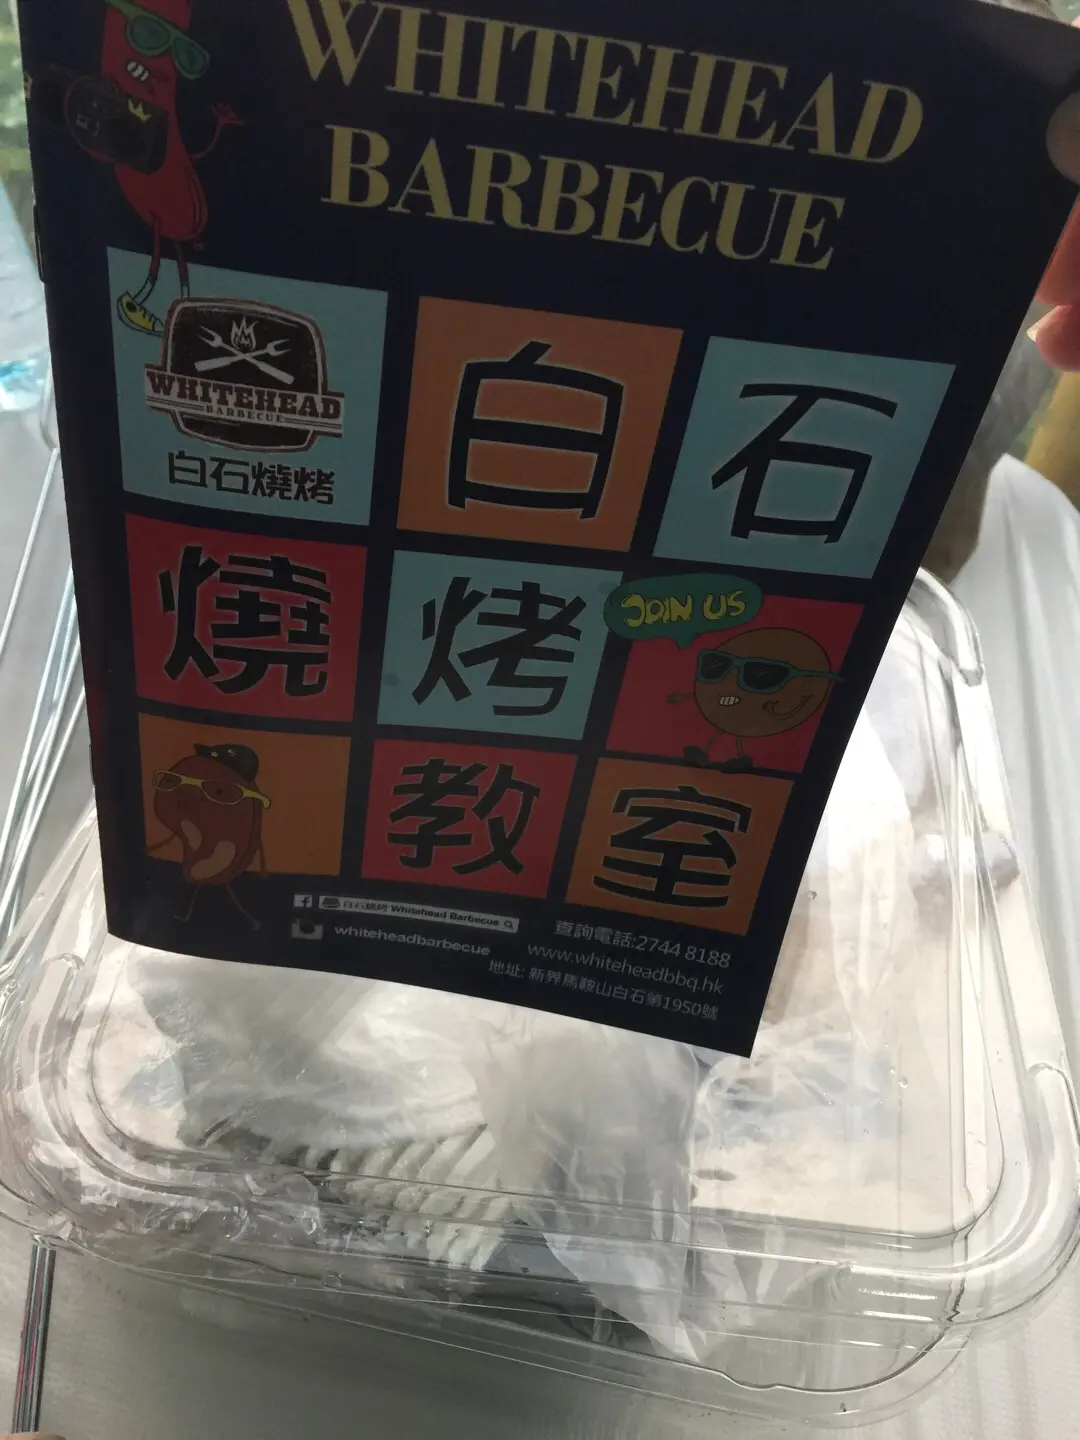 WHITEHEAD
BARBECUE
WHITEHEAD
BARBECUE
白石燒烤
白 石
燒 烤
JOIN US
教 室
白石燒烤 Whitehead Barbecue
whiteheadbarbecue
查詢電話:2744 8188
www.whiteheadbbq.hk
地址: 新界馬鞍山白石第1950號